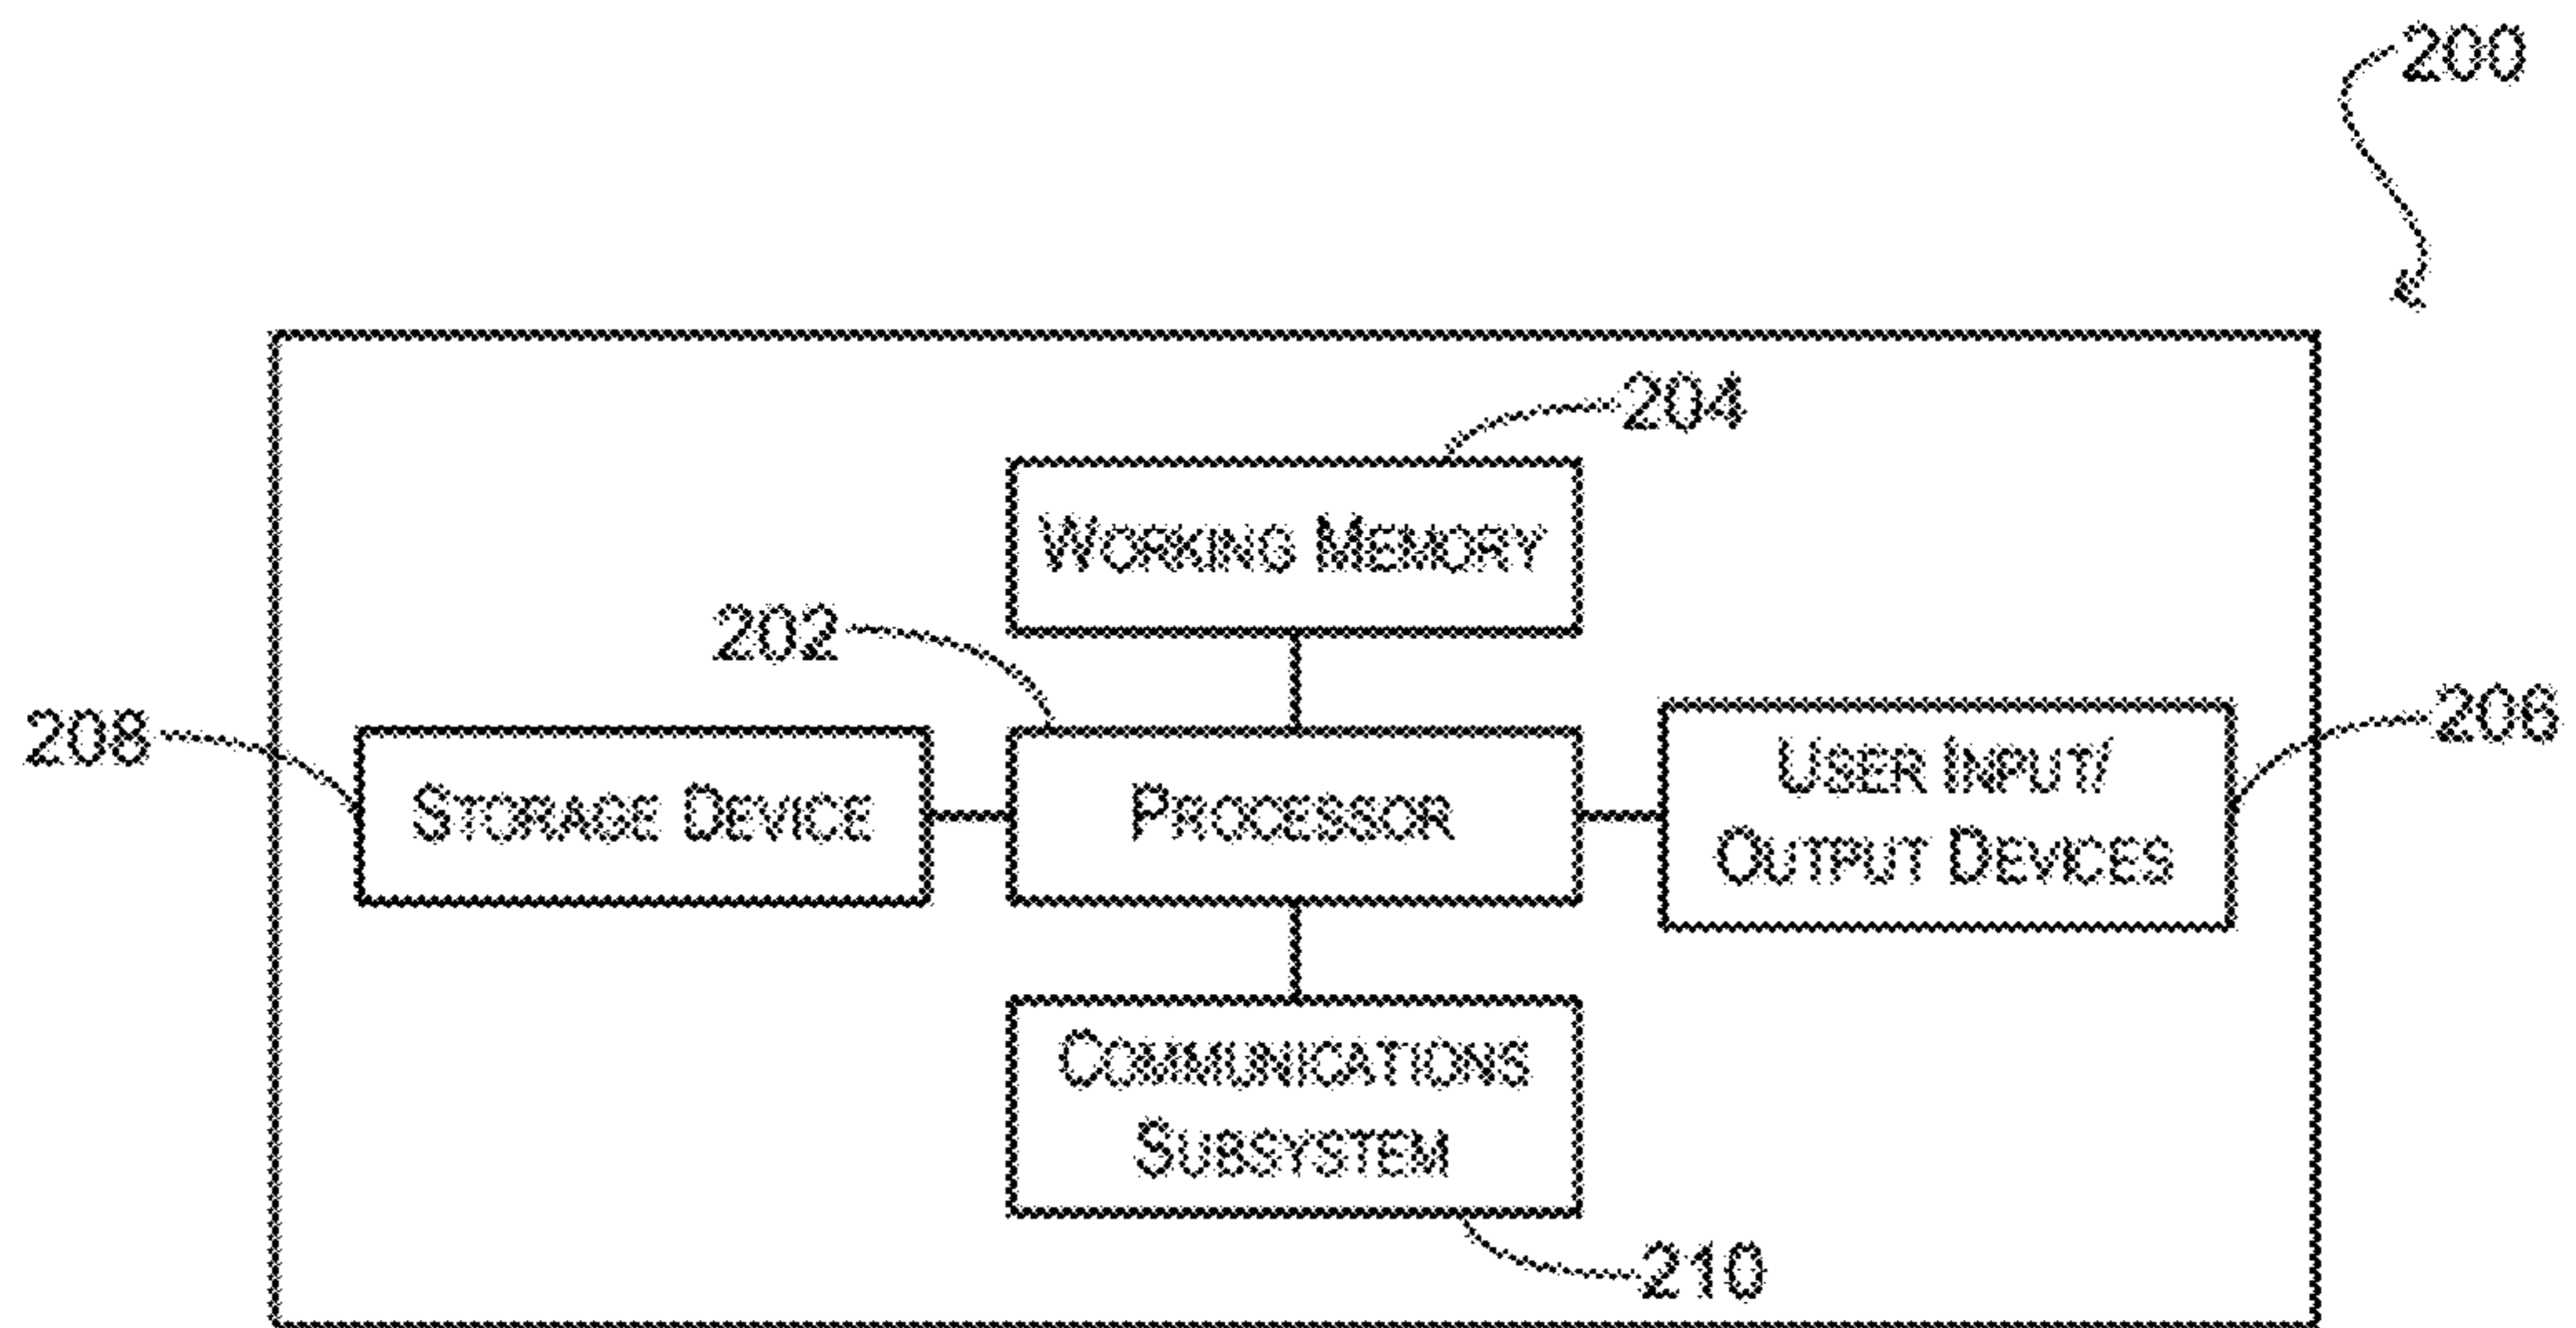 200
204
WORKING MEMORY
202
208
206
STORAGE DEVICE
PROCESSOR
USER INPUT/
OUTPUT DEVICES
COMMUNICATIONS
SUBSYSTEM
210